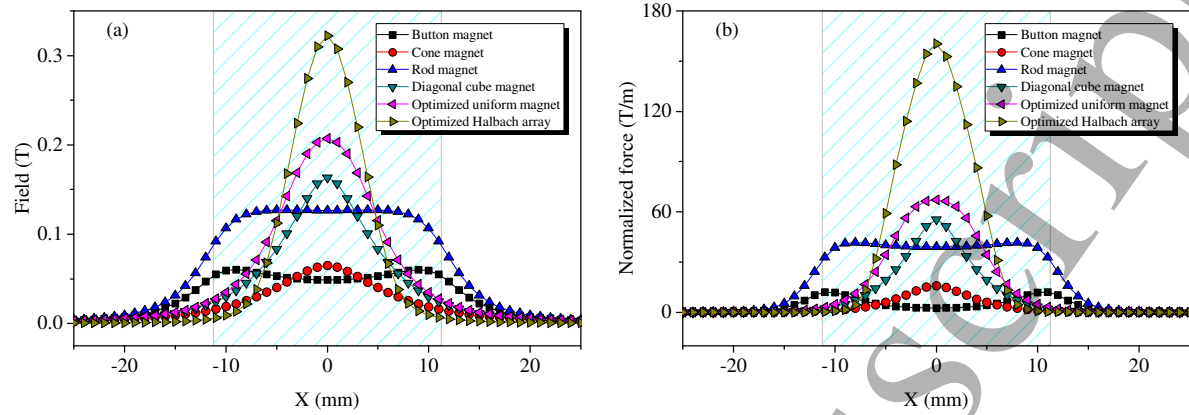 (a)
Button magnet
Cone magnet
Rod magnet
Diagonal cube magnet
Optimized uniform magnet
Optimized Halbach array
0.3
0.2
0.1
0.0
Field (T)
-20 -10 0 10 20
X (mm)
(b)
Button magnet
Cone magnet
Rod magnet
Diagonal cube magnet
Optimized uniform magnet
Optimized Halbach array
180
120
60
0
Normalized force (T/m)
-20 -10 0 10 20
X (mm)
scrip